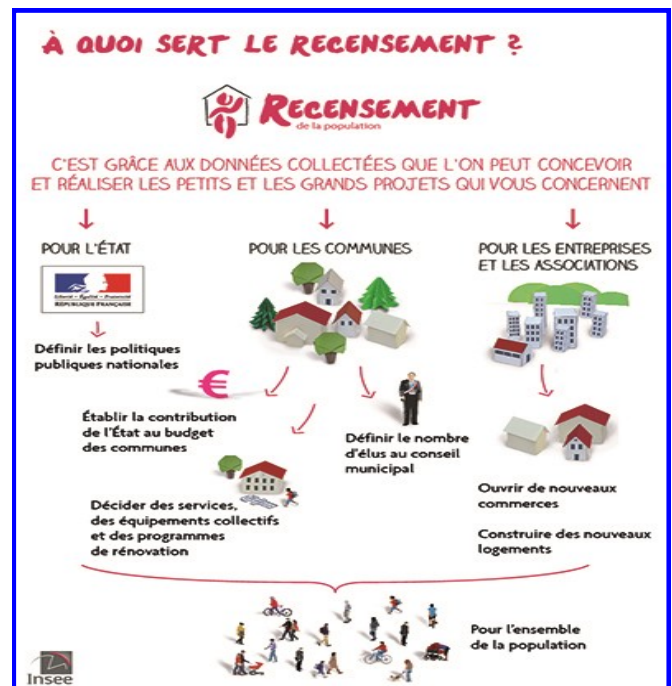 À QUOI SERT LE RECENSEMENT ?
RECENSEMENT
de la population
C'EST GRÂCE AUX DONNÉES COLLECTÉES QUE L'ON PEUT CONCEVOIR
ET RÉALISER LES PETITS ET LES GRANDS PROJETS QUI VOUS CONCERNENT
POUR L'ÉTAT
Liberté • Égalité • Fraternité
RÉPUBLIQUE FRANÇAISE
Définir les politiques
publiques nationales
POUR LES COMMUNES
€
Établir la contribution
de l'État au budget
des communes
Définir le nombre
d'élus au conseil
municipal
Décider des services,
des équipements collectifs
et des programmes
de rénovation
POUR LES ENTREPRISES
ET LES ASSOCIATIONS
Ouvrir de nouveaux
commerces
Construire des nouveaux
logements
Pour l'ensemble
de la population
Insee